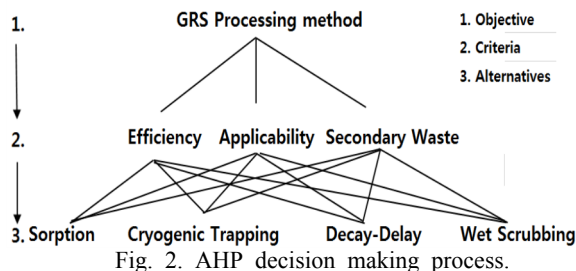 1. GRS Processing method
1. Objective
2. Criteria
3. Alternatives
2. Efficiency Applicability Secondary Waste
3. Sorption Cryogenic Trapping Decay-Delay Wet Scrubbing
Fig. 2. AHP decision making process.